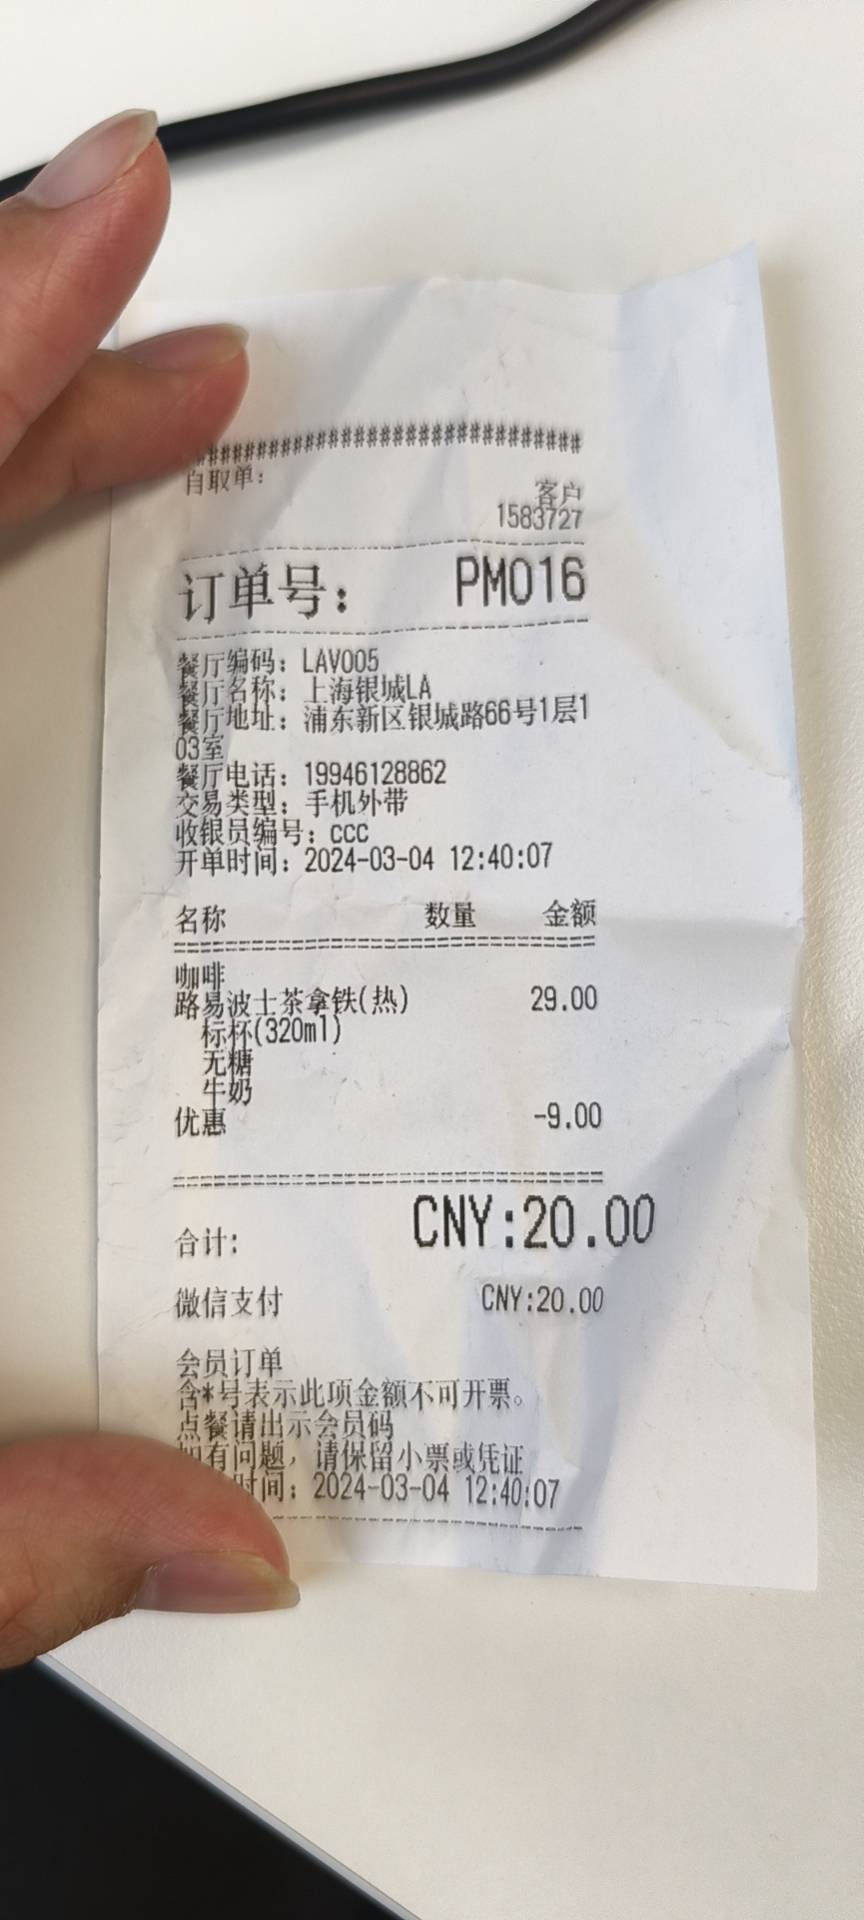 ################################
自取单：
客户
1583727
订单号： PM016
餐厅编码：LAV005
餐厅名称：上海银城LA
餐厅地址：浦东新区银城路66号1层1
03室
餐厅电话：19946128862
交易类型：手机外带
收银员编号：ccc
开单时间：2024-03-04 12:40:07
名称 数量 金额
咖啡
路易波士茶拿铁(热) 29.00
标杯(320ml)
无糖
牛奶
优惠 -9.00
合计: CNY:20.00
微信支付 CNY:20.00
会员订单
含*号表示此项金额不可开票。
点餐请出示会员码
如有问题，请保留小票或凭证
时间：2024-03-04 12:40:07